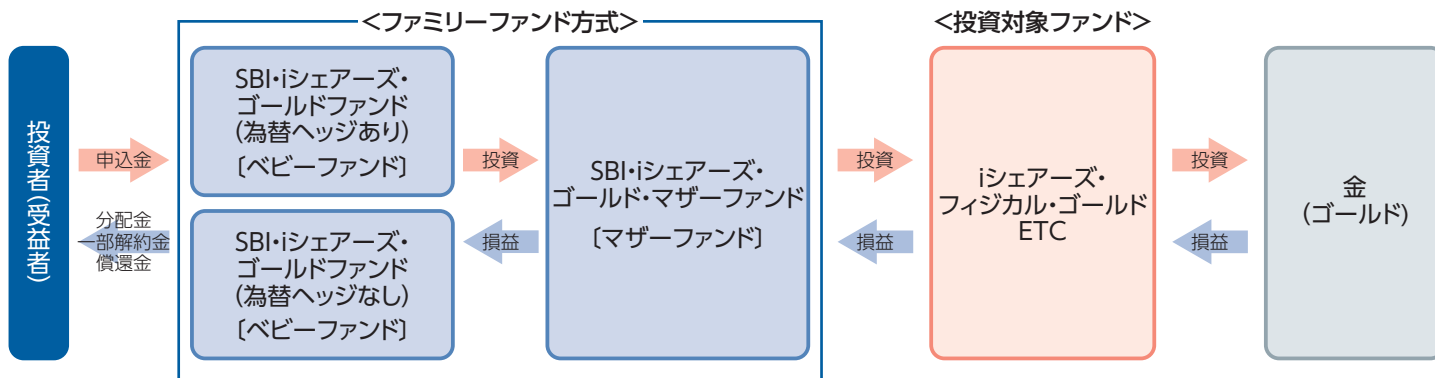 <ファミリーファンド方式>
<投資対象ファンド>
投資者(受益者)
申込金
分配金
一部解約金
償還金
SBI・iシェアーズ・
ゴールドファンド
(為替ヘッジあり)
〔ベビーファンド〕
SBI・iシェアーズ・
ゴールドファンド
(為替ヘッジなし)
〔ベビーファンド〕
投資
損益
SBI・iシェアーズ・
ゴールド・マザーファンド
〔マザーファンド〕
投資
損益
iシェアーズ・
フィジカル・ゴールド
ETC
投資
損益
金
(ゴールド)